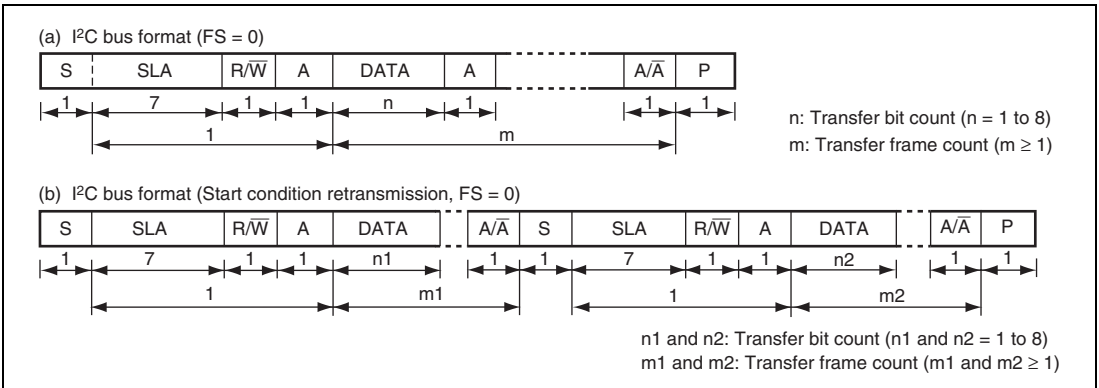 (a) I²C bus format (FS = 0)
S SLA R/W̅ A DATA A A/A̅ P
1 7 1 1 n 1 1 1
1 m
n: Transfer bit count (n = 1 to 8)
m: Transfer frame count (m ≥ 1)
(b) I²C bus format (Start condition retransmission, FS = 0)
S SLA R/W̅ A DATA A/A̅ S SLA R/W̅ A DATA A/A̅ P
1 7 1 1 n1 1 1 7 1 1 n2 1 1
1 m1 1 m2
n1 and n2: Transfer bit count (n1 and n2 = 1 to 8)
m1 and m2: Transfer frame count (m1 and m2 ≥ 1)